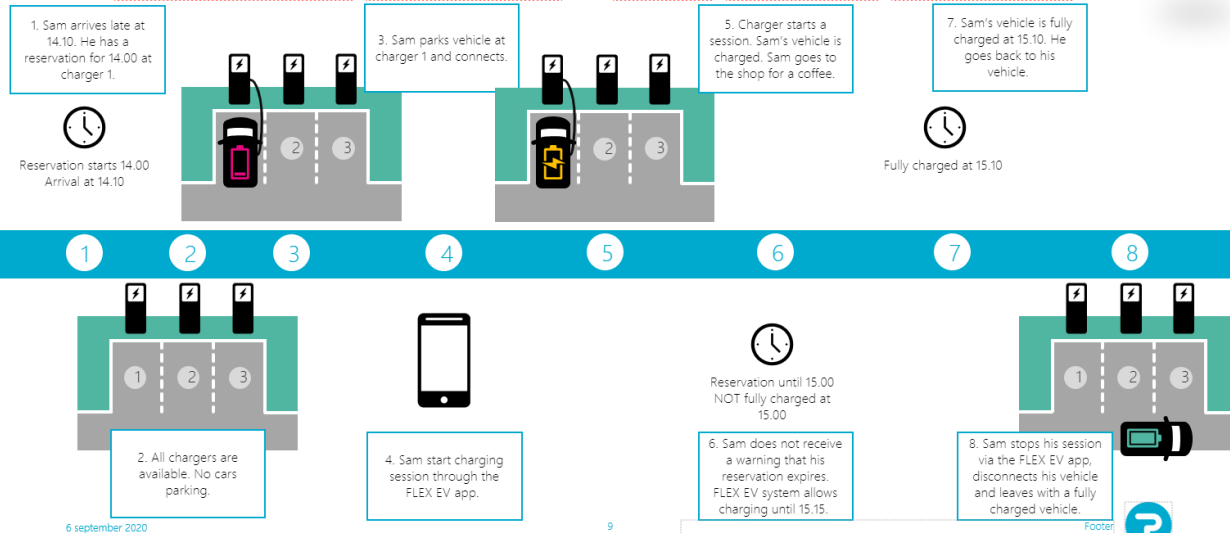 1. Sam arrives late at
14.10. He has a
reservation for 14.00 at
charger 1.
3. Sam parks vehicle at
charger 1 and connects.
5. Charger starts a
session. Sam's vehicle is
charged. Sam goes to
the shop for a coffee.
7. Sam's vehicle is fully
charged at 15.10. He
goes back to his
vehicle.
Reservation starts 14.00
Arrival at 14.10
2
3
2
3
Fully charged at 15.10
1
2
3
4
5
6
7
8
1
2
3
Reservation until 15.00
NOT fully charged at
15.00
1
2
3
2. All chargers are
available. No cars
parking.
4. Sam start charging
session through the
FLEX EV app.
6. Sam does not receive
a warning that his
reservation expires.
FLEX EV system allows
charging until 15.15.
8. Sam stops his session
via the FLEX EV app,
disconnects his vehicle
and leaves with a fully
charged vehicle.
6 september 2020
9
Footer